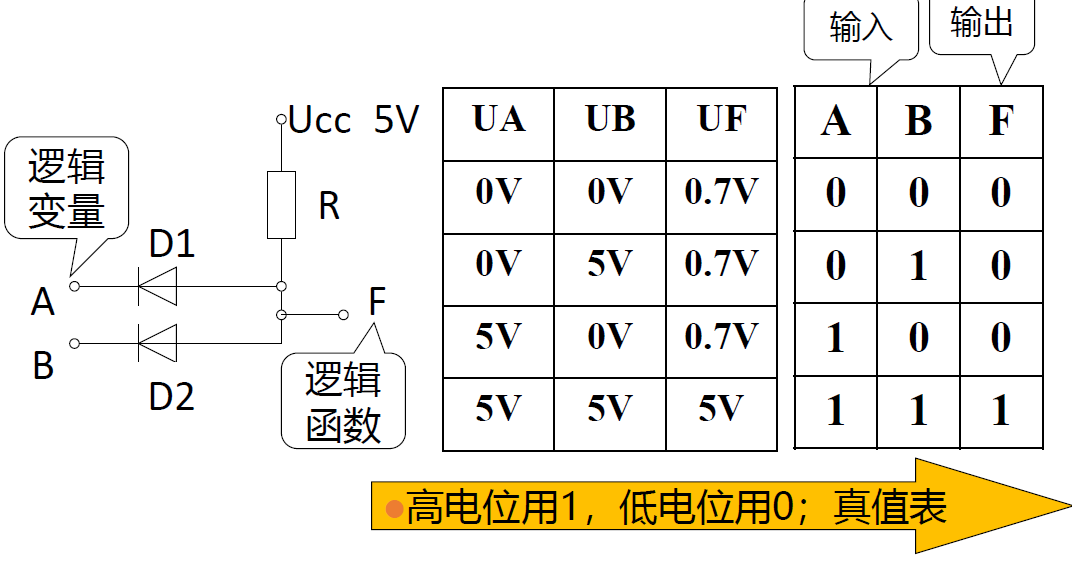 输入
输出
Ucc 5V
逻辑
变量
R
D1
A
F
B
D2
逻辑
函数
UA UB UF
0V 0V 0.7V
0V 5V 0.7V
5V 0V 0.7V
5V 5V 5V
A B F
0 0 0
0 1 0
1 0 0
1 1 1
高电位用1，低电位用0；真值表